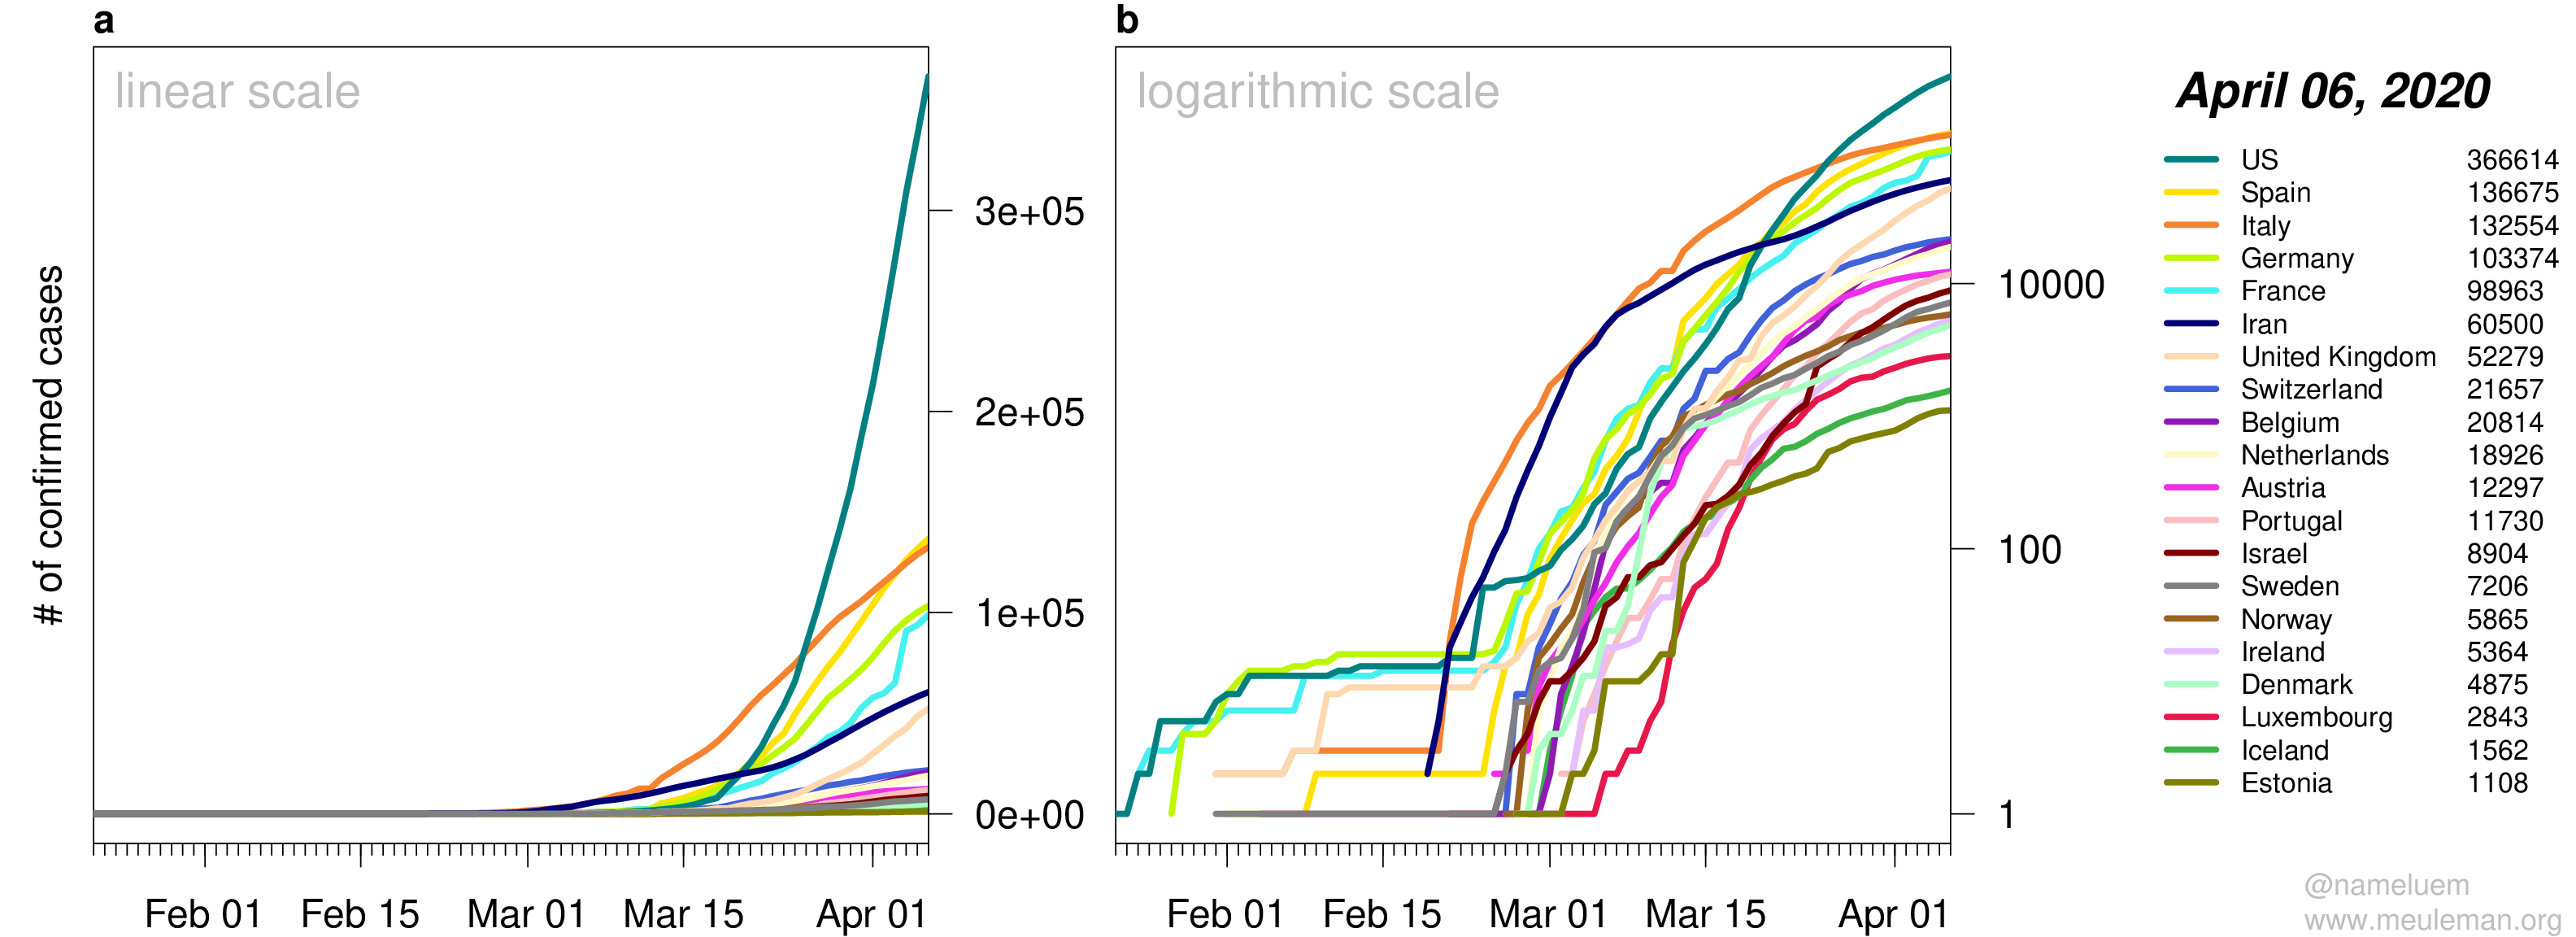 a
linear scale
# of confirmed cases
3e+05
2e+05
1e+05
0e+00
Feb 01 Feb 15 Mar 01 Mar 15 Apr 01
b
logarithmic scale
10000
100
1
Feb 01 Feb 15 Mar 01 Mar 15 Apr 01
April 06, 2020
US 366614
Spain 136675
Italy 132554
Germany 103374
France 98963
Iran 60500
United Kingdom 52279
Switzerland 21657
Belgium 20814
Netherlands 18926
Austria 12297
Portugal 11730
Israel 8904
Sweden 7206
Norway 5865
Ireland 5364
Denmark 4875
Luxembourg 2843
Iceland 1562
Estonia 1108
@nameluem
www.meuleman.org